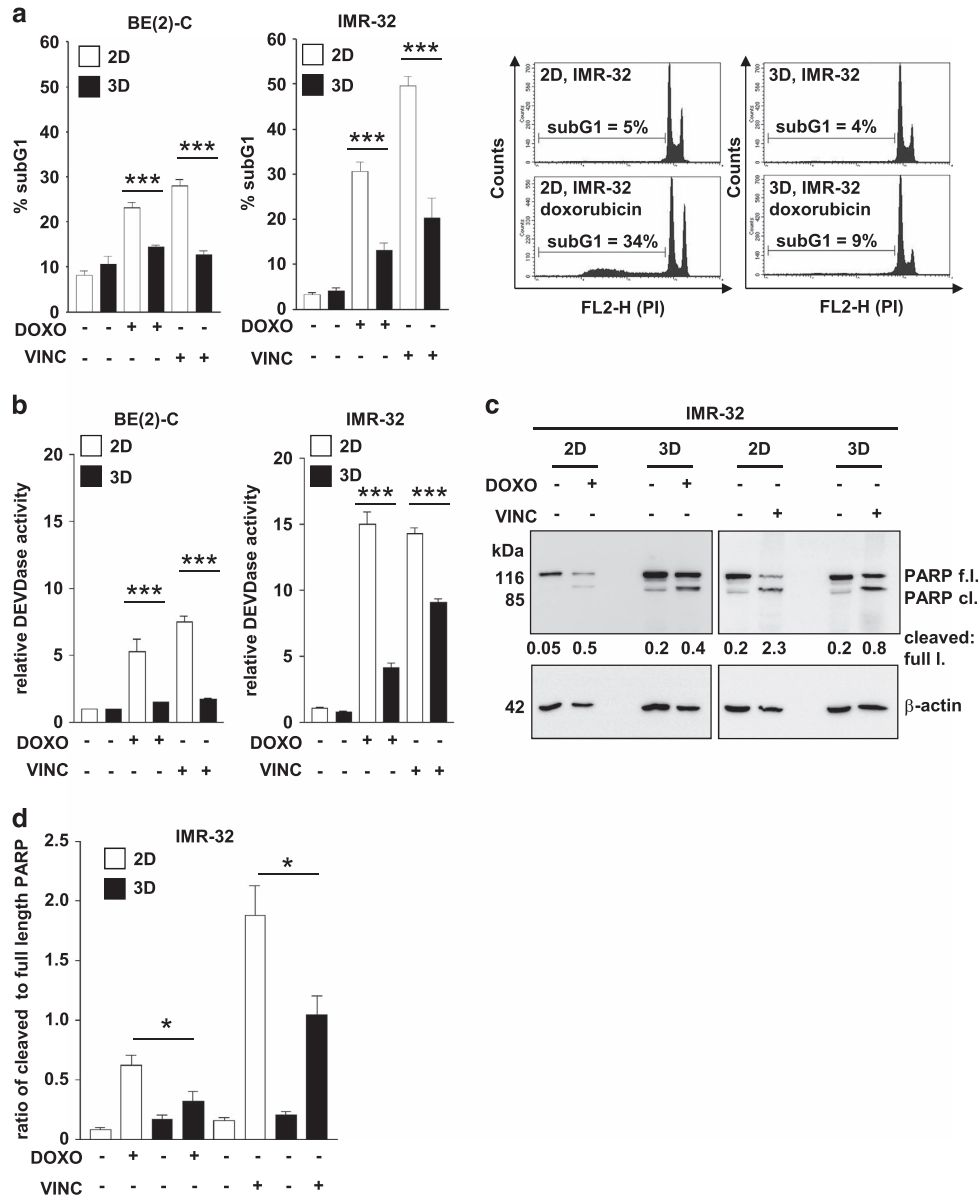 a
BE(2)-C
2D
3D
% subG1
60
50
40
30
20
10
0
***
***
DOXO - - + + - -
VINC - - - - + +
IMR-32
2D
3D
% subG1
60
50
40
30
20
10
0
***
***
DOXO - - + + - -
VINC - - - - + +
2D, IMR-32
subG1 = 5%
3D, IMR-32
subG1 = 4%
2D, IMR-32
doxorubicin
subG1 = 34%
3D, IMR-32
doxorubicin
subG1 = 9%
Counts
Counts
FL2-H (PI)
FL2-H (PI)
b
BE(2)-C
2D
3D
relative DEVDase activity
20
15
10
5
0
***
***
DOXO - - + + - -
VINC - - - - + +
IMR-32
2D
3D
relative DEVDase activity
20
15
10
5
0
***
***
DOXO - - + + - -
VINC - - - - + +
c
IMR-32
2D 3D 2D 3D
DOXO - + - + - - - -
VINC - - - - - + - +
kDa
116
85
PARP f.l.
PARP cl.
0.05 0.5 0.2 0.4 0.2 2.3 0.2 0.8
cleaved:
full l.
42
β-actin
d
IMR-32
2D
3D
ratio of cleaved to full length PARP
2.5
2.0
1.5
1.0
0.5
0
*
*
DOXO - + - + - - - -
VINC - - - - - + - +